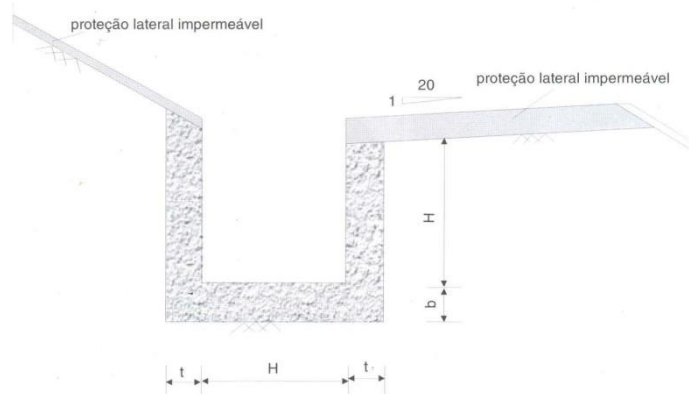 proteção lateral impermeável
20
1
proteção lateral impermeável
H
b
t
H
t